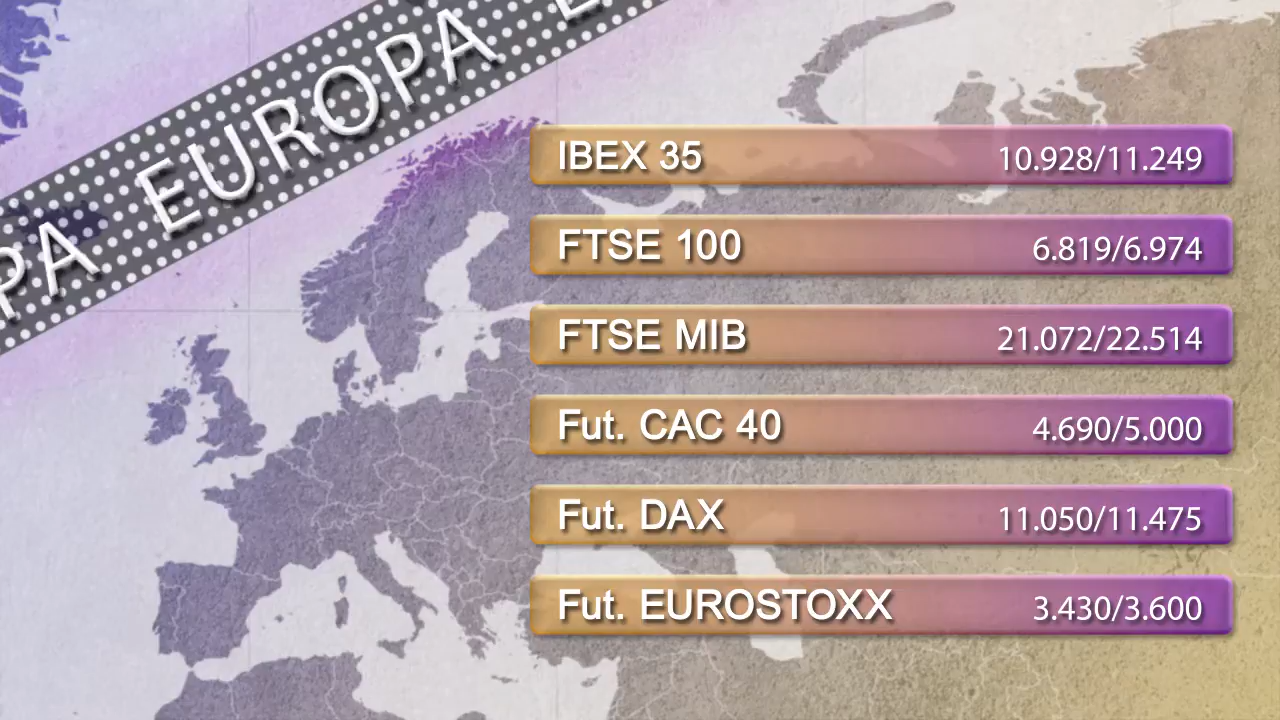 PA EUROPA E
IBEX 35 10.928/11.249
FTSE 100 6.819/6.974
FTSE MIB 21.072/22.514
Fut. CAC 40 4.690/5.000
Fut. DAX 11.050/11.475
Fut. EUROSTOXX 3.430/3.600